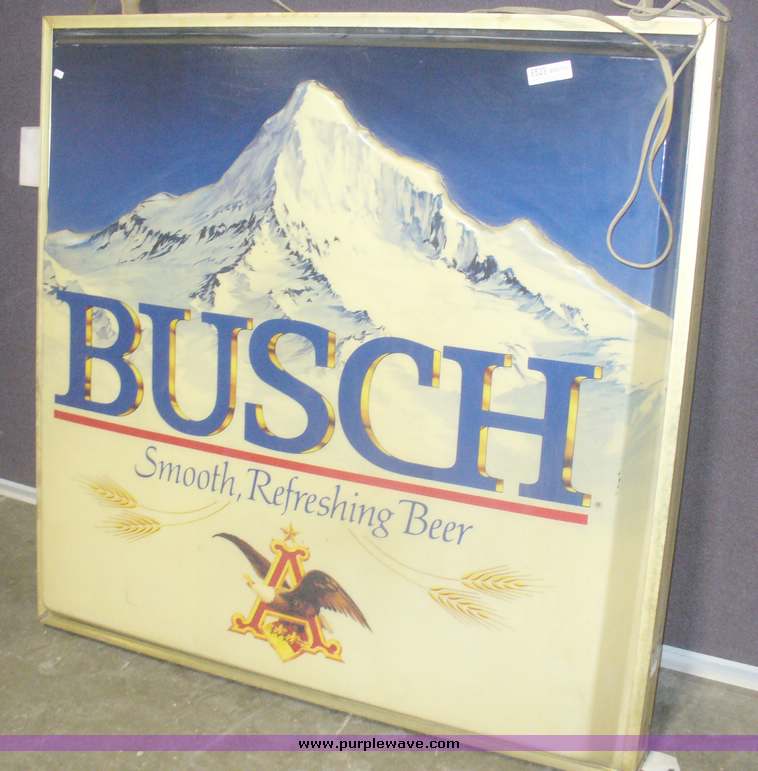 BUSCH
Smooth, Refreshing Beer
A
www.purplewave.com